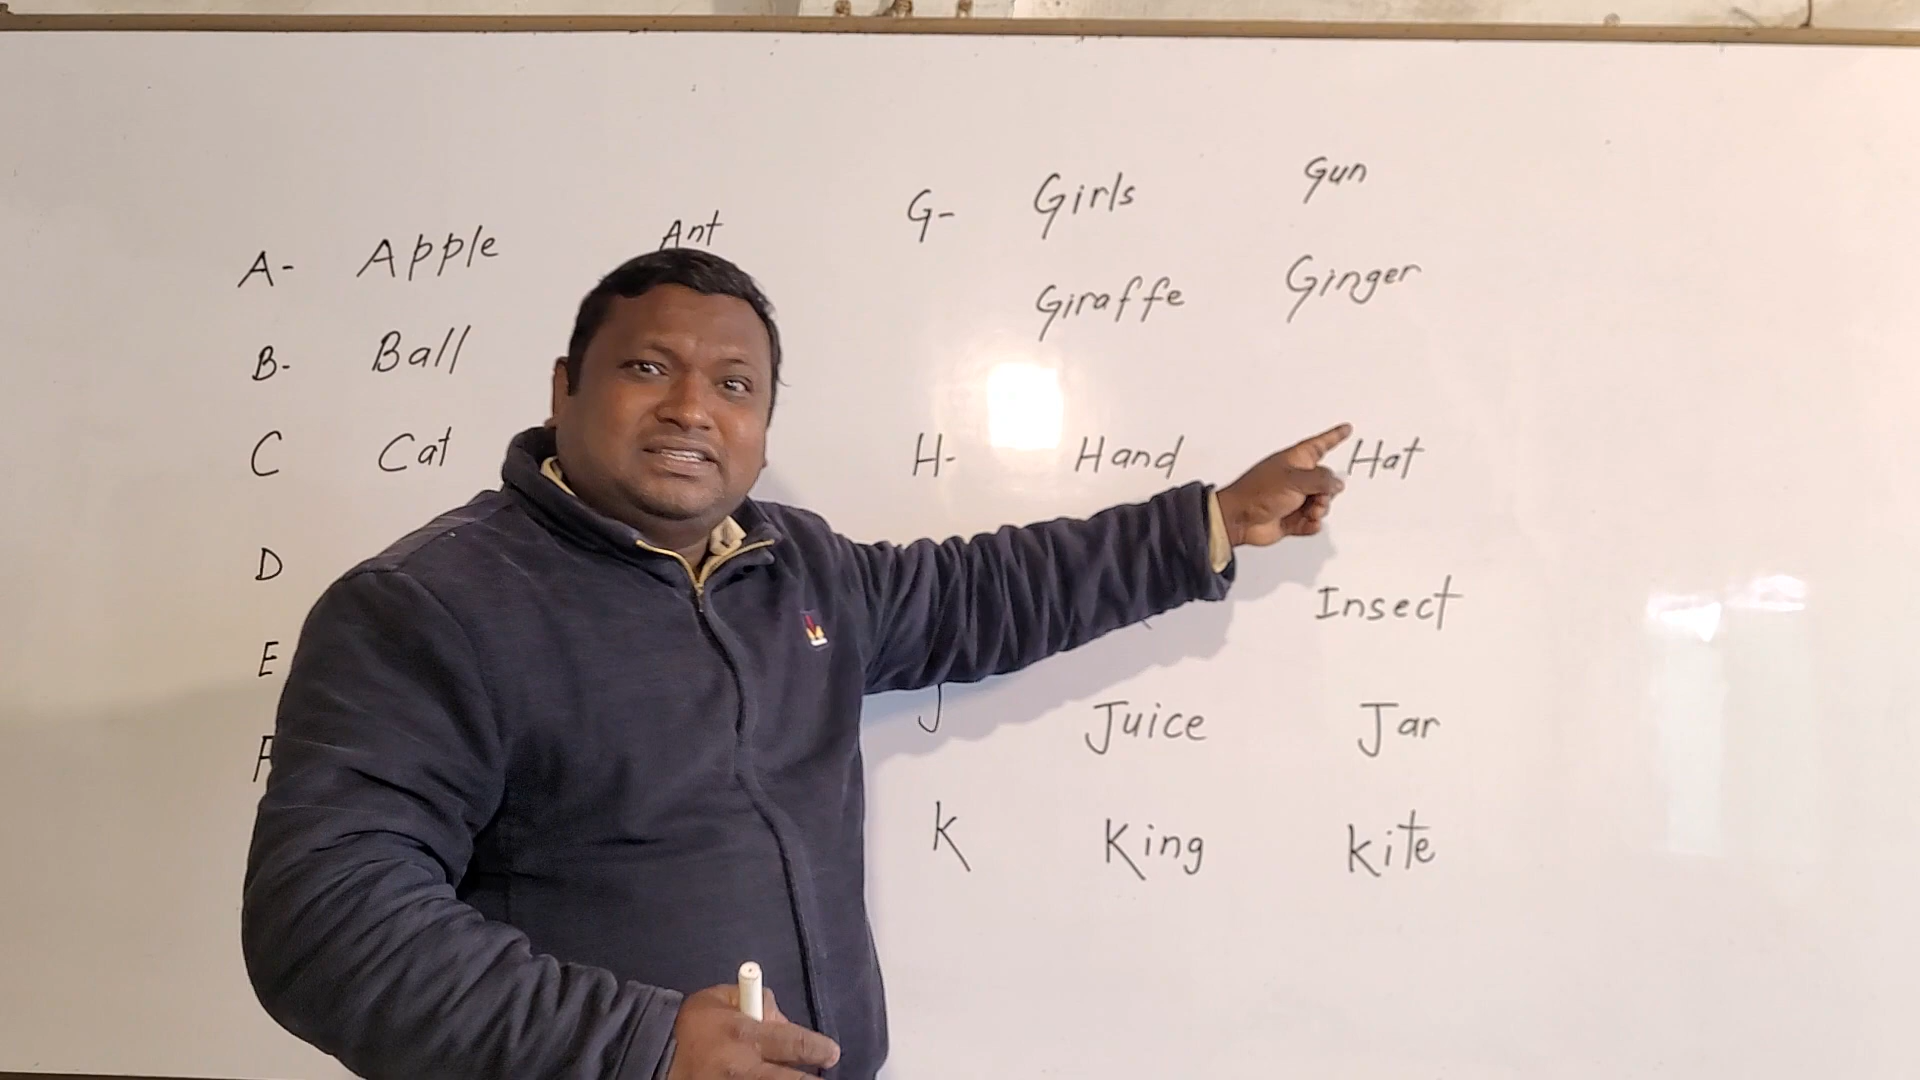 A- Apple Ant
B- Ball
C Cat
D
E
F
G- Girls Gun
Giraffe Ginger
H- Hand Hat
Insect
J Juice Jar
K King Kite